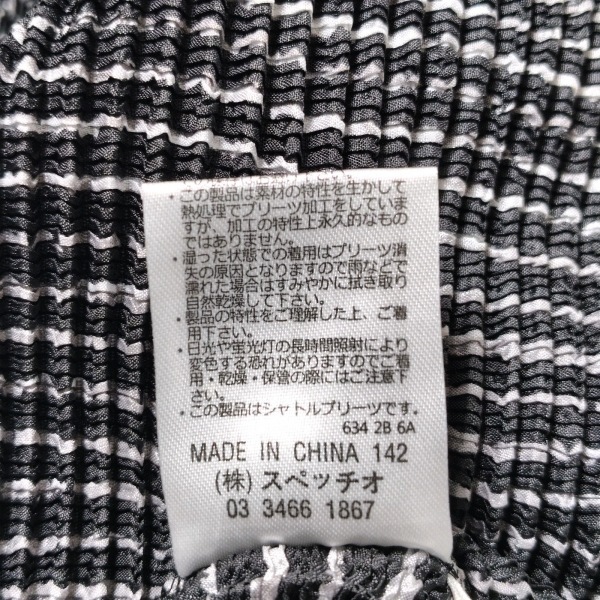 ・この製品は素材の特性を生かして
熱処理でプリーツ加工をしていま
すが、加工の特性上永久的なもの
ではありません。
・湿った状態での着用はプリーツ消
失の原因となりますので雨などで
濡れた場合はすみやかに拭き取り
自然乾燥して下さい。
・製品の特性をご理解した上、ご着
用下さい。
・日光や蛍光灯の長時間照射により
変色する恐れがありますのでご着
用・乾燥・保管の際にはご注意下
さい。
・この製品はシャトルプリーツです。
634 2B 6A
MADE IN CHINA 142
(株) スペッチオ
03 3466 1867